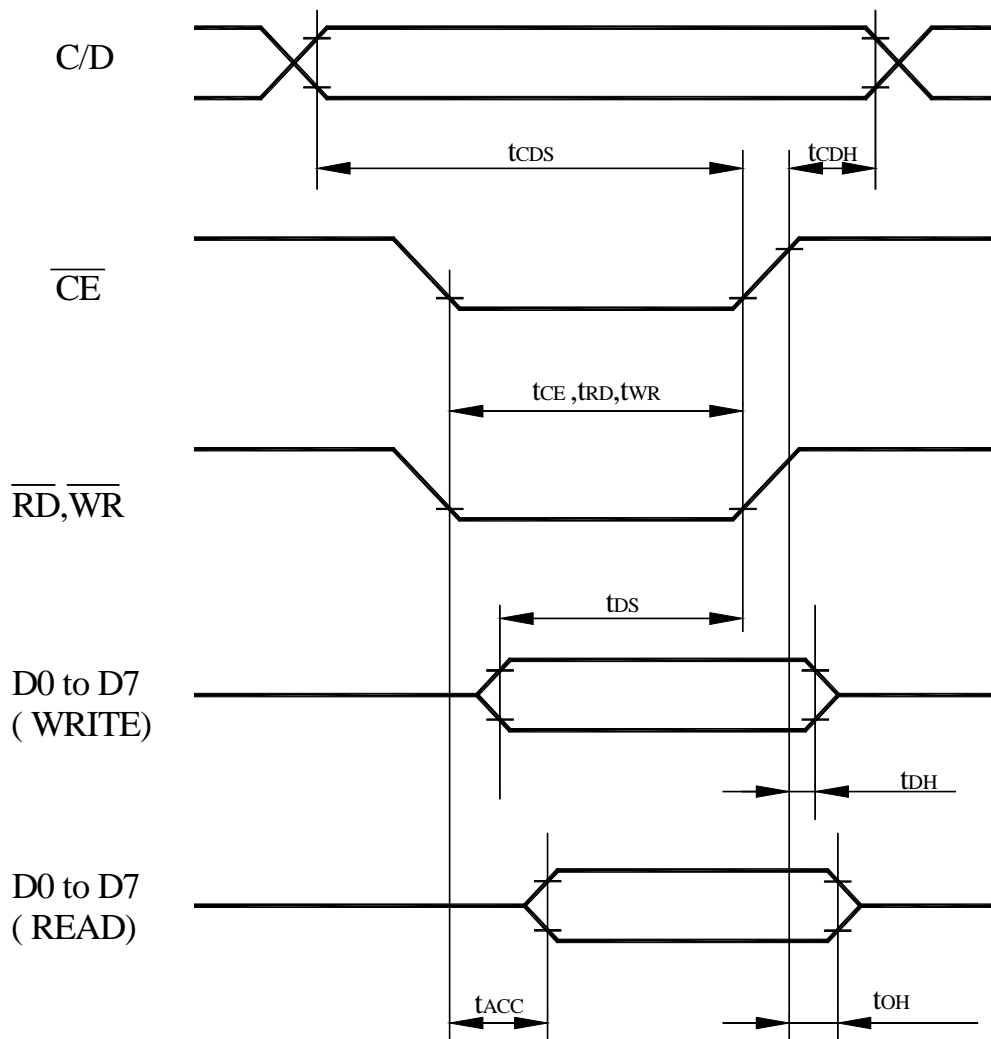 C/D
tCDS
tCDH
CE
tCE ,tRD,tWR
RD,WR
tDS
D0 to D7
( WRITE)
tDH
D0 to D7
( READ)
tACC
tOH